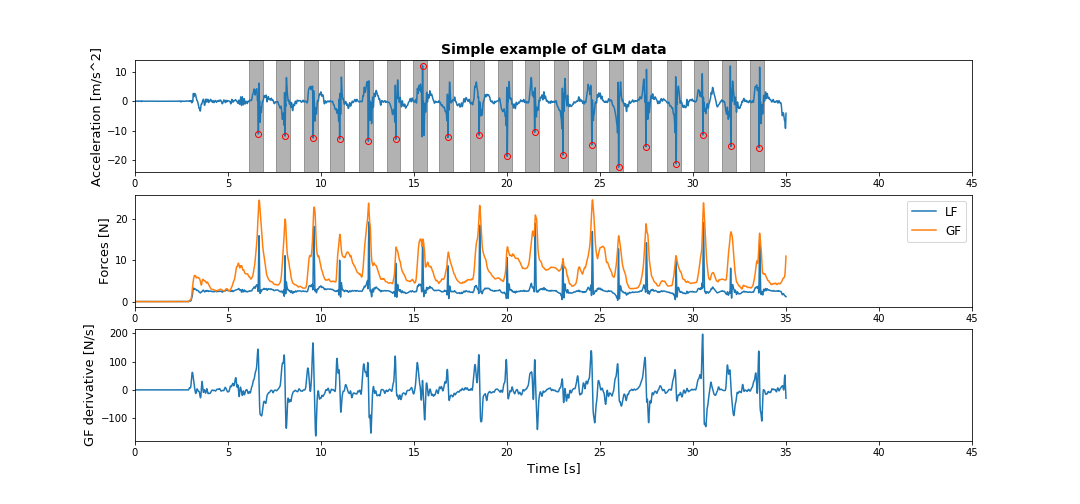 Simple example of GLM data
Acceleration [m/s^2]
10
0
−10
−20
0 5 10 15 20 25 30 35 40 45
Forces [N]
20
10
0
LF
GF
0 5 10 15 20 25 30 35 40 45
GF derivative [N/s]
200
100
0
−100
0 5 10 15 20 25 30 35 40 45
Time [s]